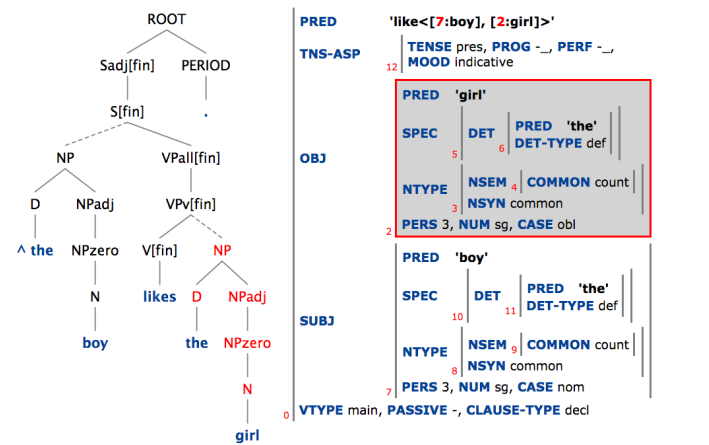 ROOT
Sadj[fin] PERIOD
S[fin] .
NP VPall[fin]
D NPadj VPv[fin]
^ the NPzero V[fin] NP
N likes D NPadj
boy the NPzero
N
girl
PRED 'like<[7:boy], [2:girl]>'
TNS-ASP TENSE pres, PROG -_, PERF -_,
12 MOOD indicative
OBJ
PRED 'girl'
SPEC DET PRED 'the'
5 6 DET-TYPE def
NTYPE NSEM 4 COMMON count
3 NSYN common
2 PERS 3, NUM sg, CASE obl
SUBJ
PRED 'boy'
SPEC DET PRED 'the'
10 11 DET-TYPE def
NTYPE NSEM 9 COMMON count
8 NSYN common
7 PERS 3, NUM sg, CASE nom
0 VTYPE main, PASSIVE -, CLAUSE-TYPE decl